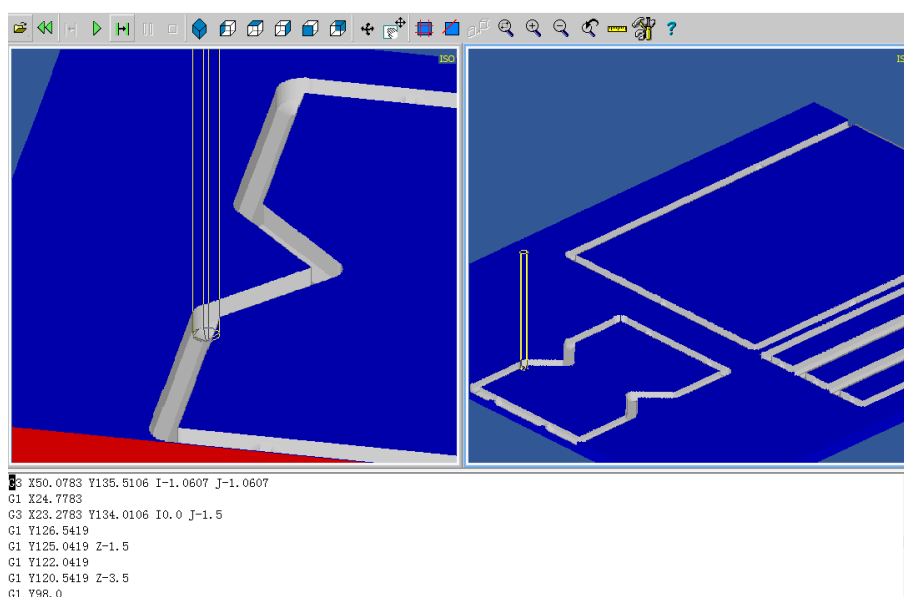 ISO
IS
G3 X50.0783 Y135.5106 I-1.0607 J-1.0607
G1 X24.7783
G3 X23.2783 Y134.0106 I0.0 J-1.5
G1 Y126.5419
G1 Y125.0419 Z-1.5
G1 Y122.0419
G1 Y120.5419 Z-3.5
G1 Y98.0